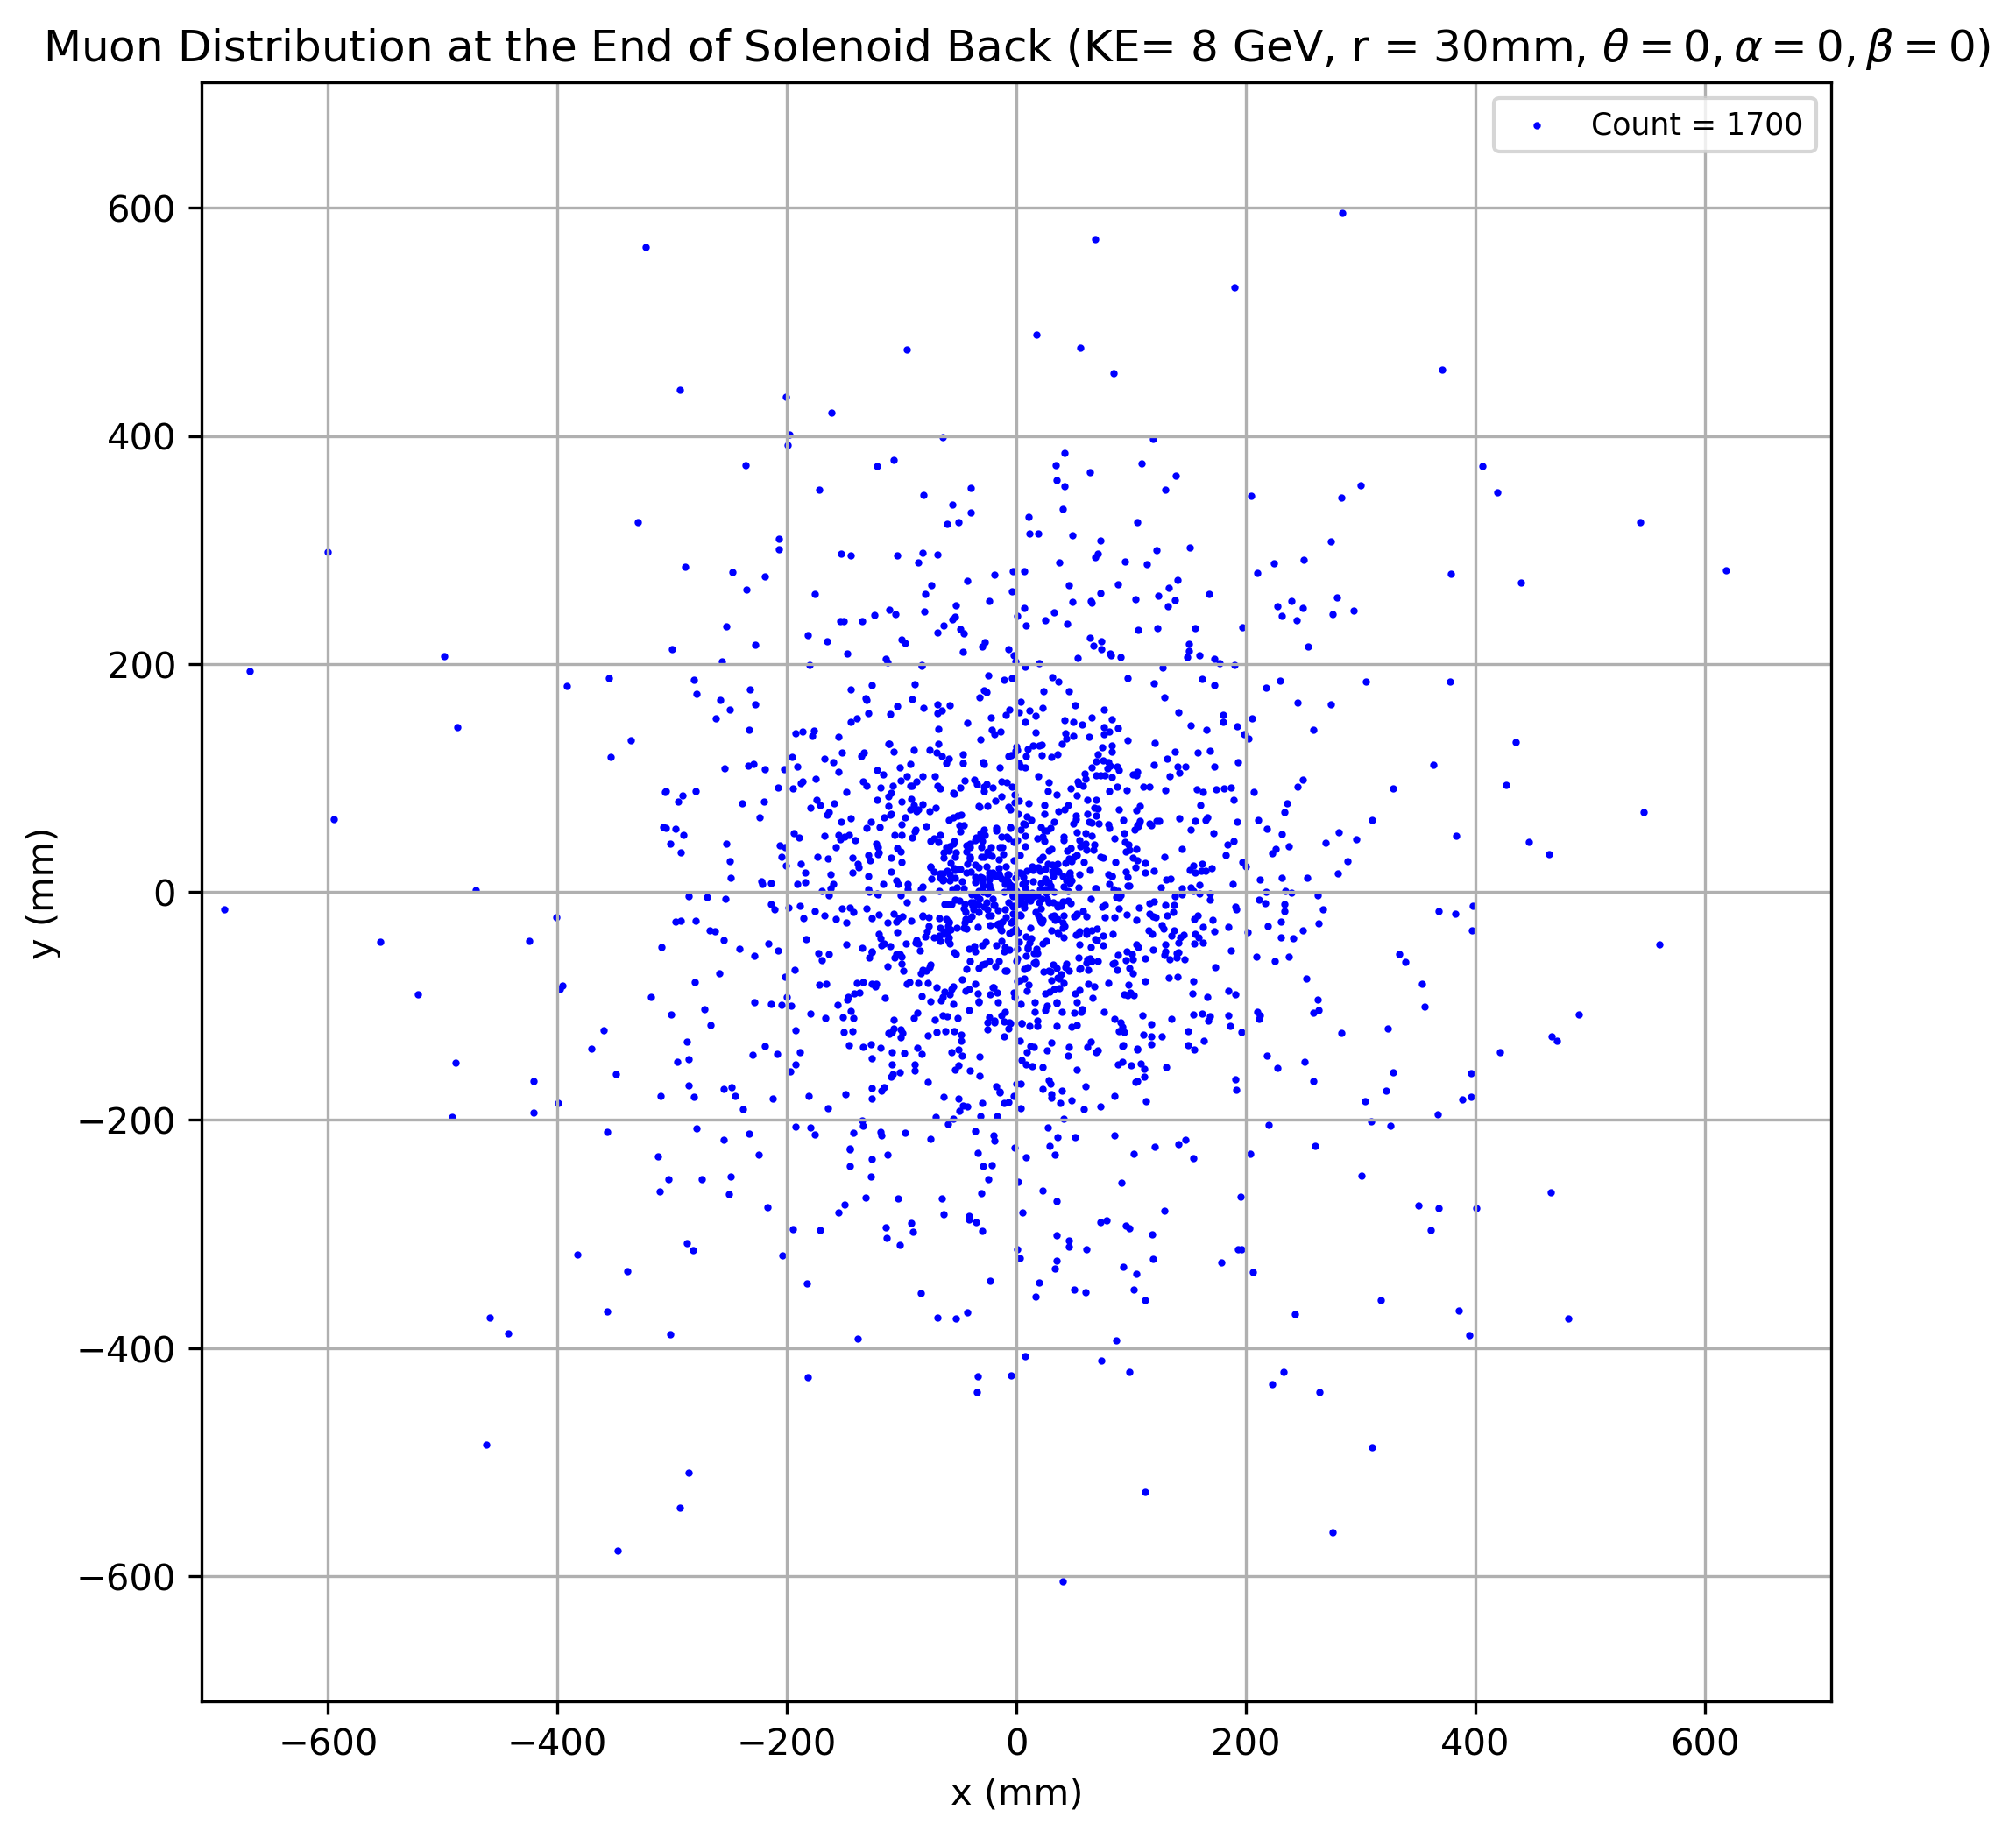 Muon Distribution at the End of Solenoid Back (KE= 8 GeV, r = 30mm, θ = 0, α = 0, β = 0)
Count = 1700
600
400
200
0
−200
−400
−600
y (mm)
−600 −400 −200 0 200 400 600
x (mm)